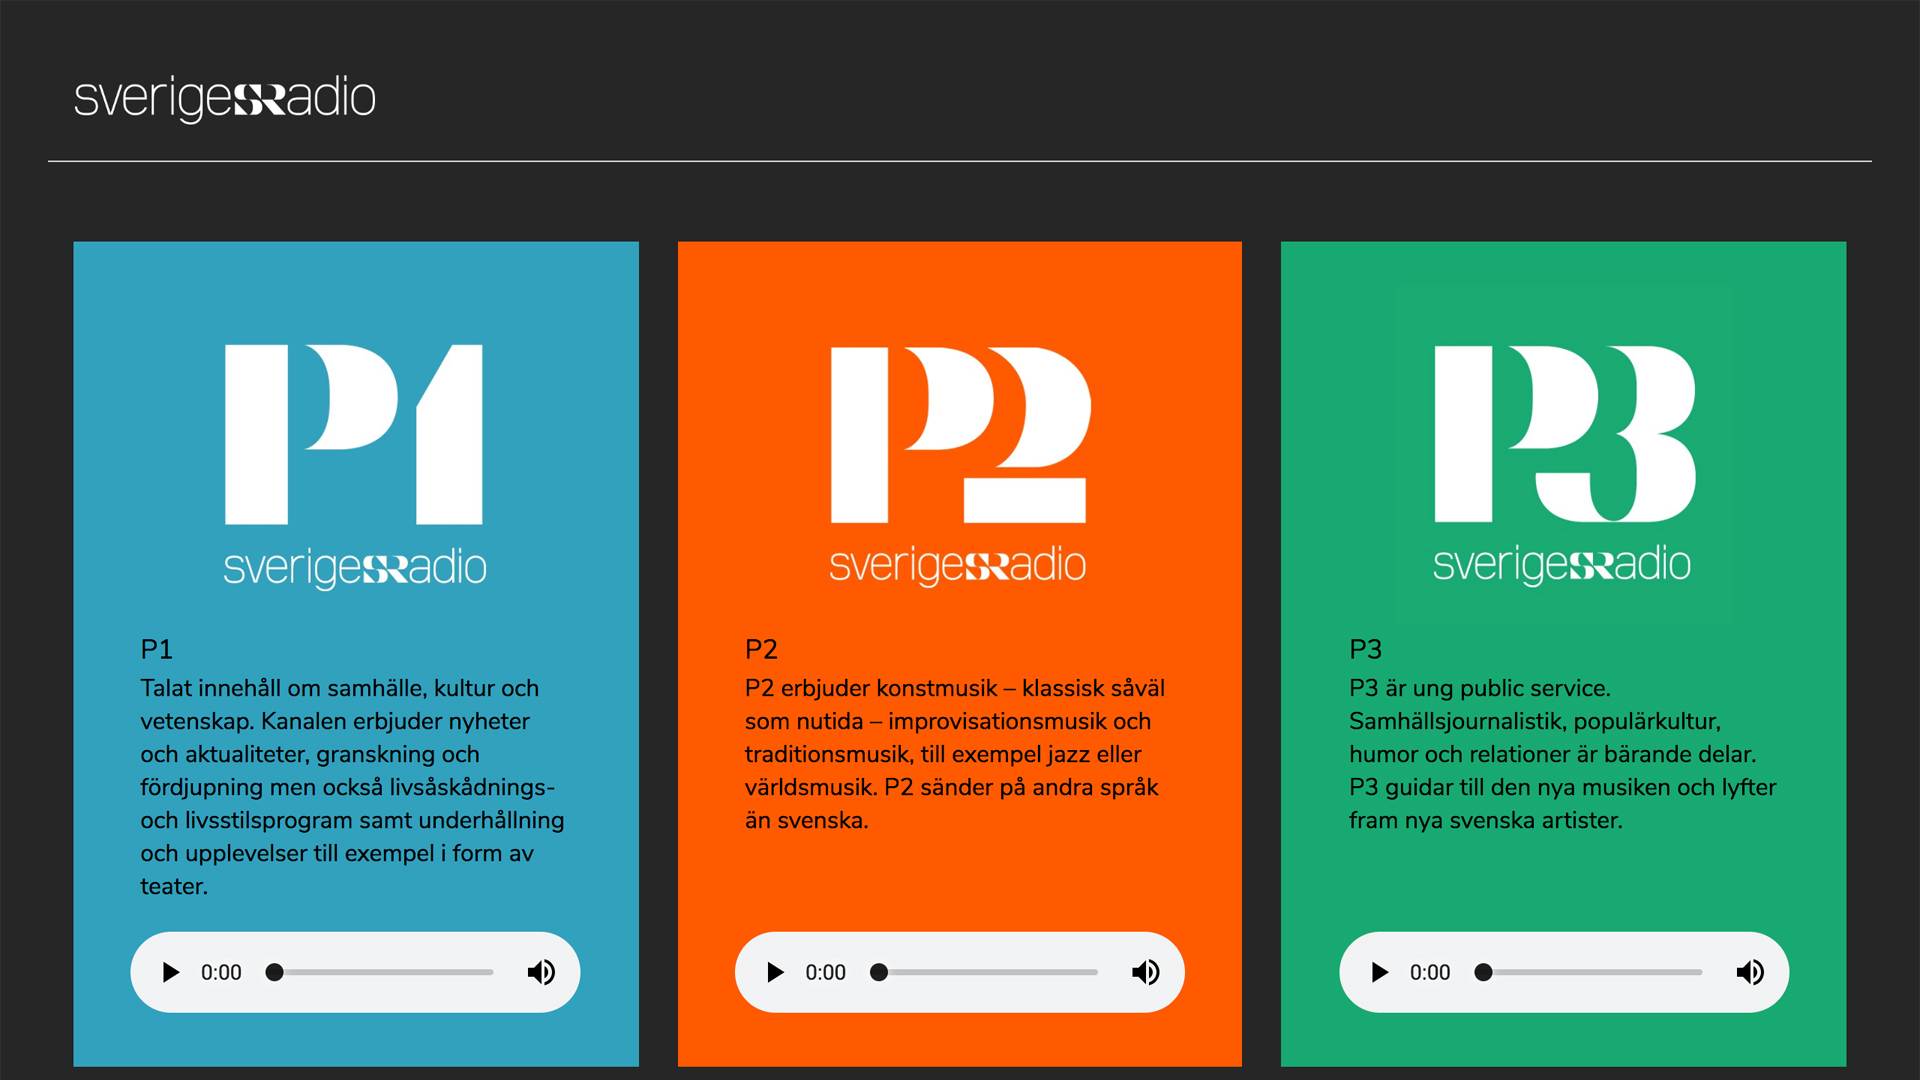 sverigesRadio
P1
sverigesRadio
P1
Talat innehåll om samhälle, kultur och
vetenskap. Kanalen erbjuder nyheter
och aktualiteter, granskning och
fördjupning men också livsåskådnings-
och livsstilsprogram samt underhållning
och upplevelser till exempel i form av
teater.
0:00
P2
sverigesRadio
P2
P2 erbjuder konstmusik – klassisk såväl
som nutida – improvisationsmusik och
traditionsmusik, till exempel jazz eller
världsmusik. P2 sänder på andra språk
än svenska.
0:00
P3
sverigesRadio
P3
P3 är ung public service.
Samhällsjournalistik, populärkultur,
humor och relationer är bärande delar.
P3 guidar till den nya musiken och lyfter
fram nya svenska artister.
0:00